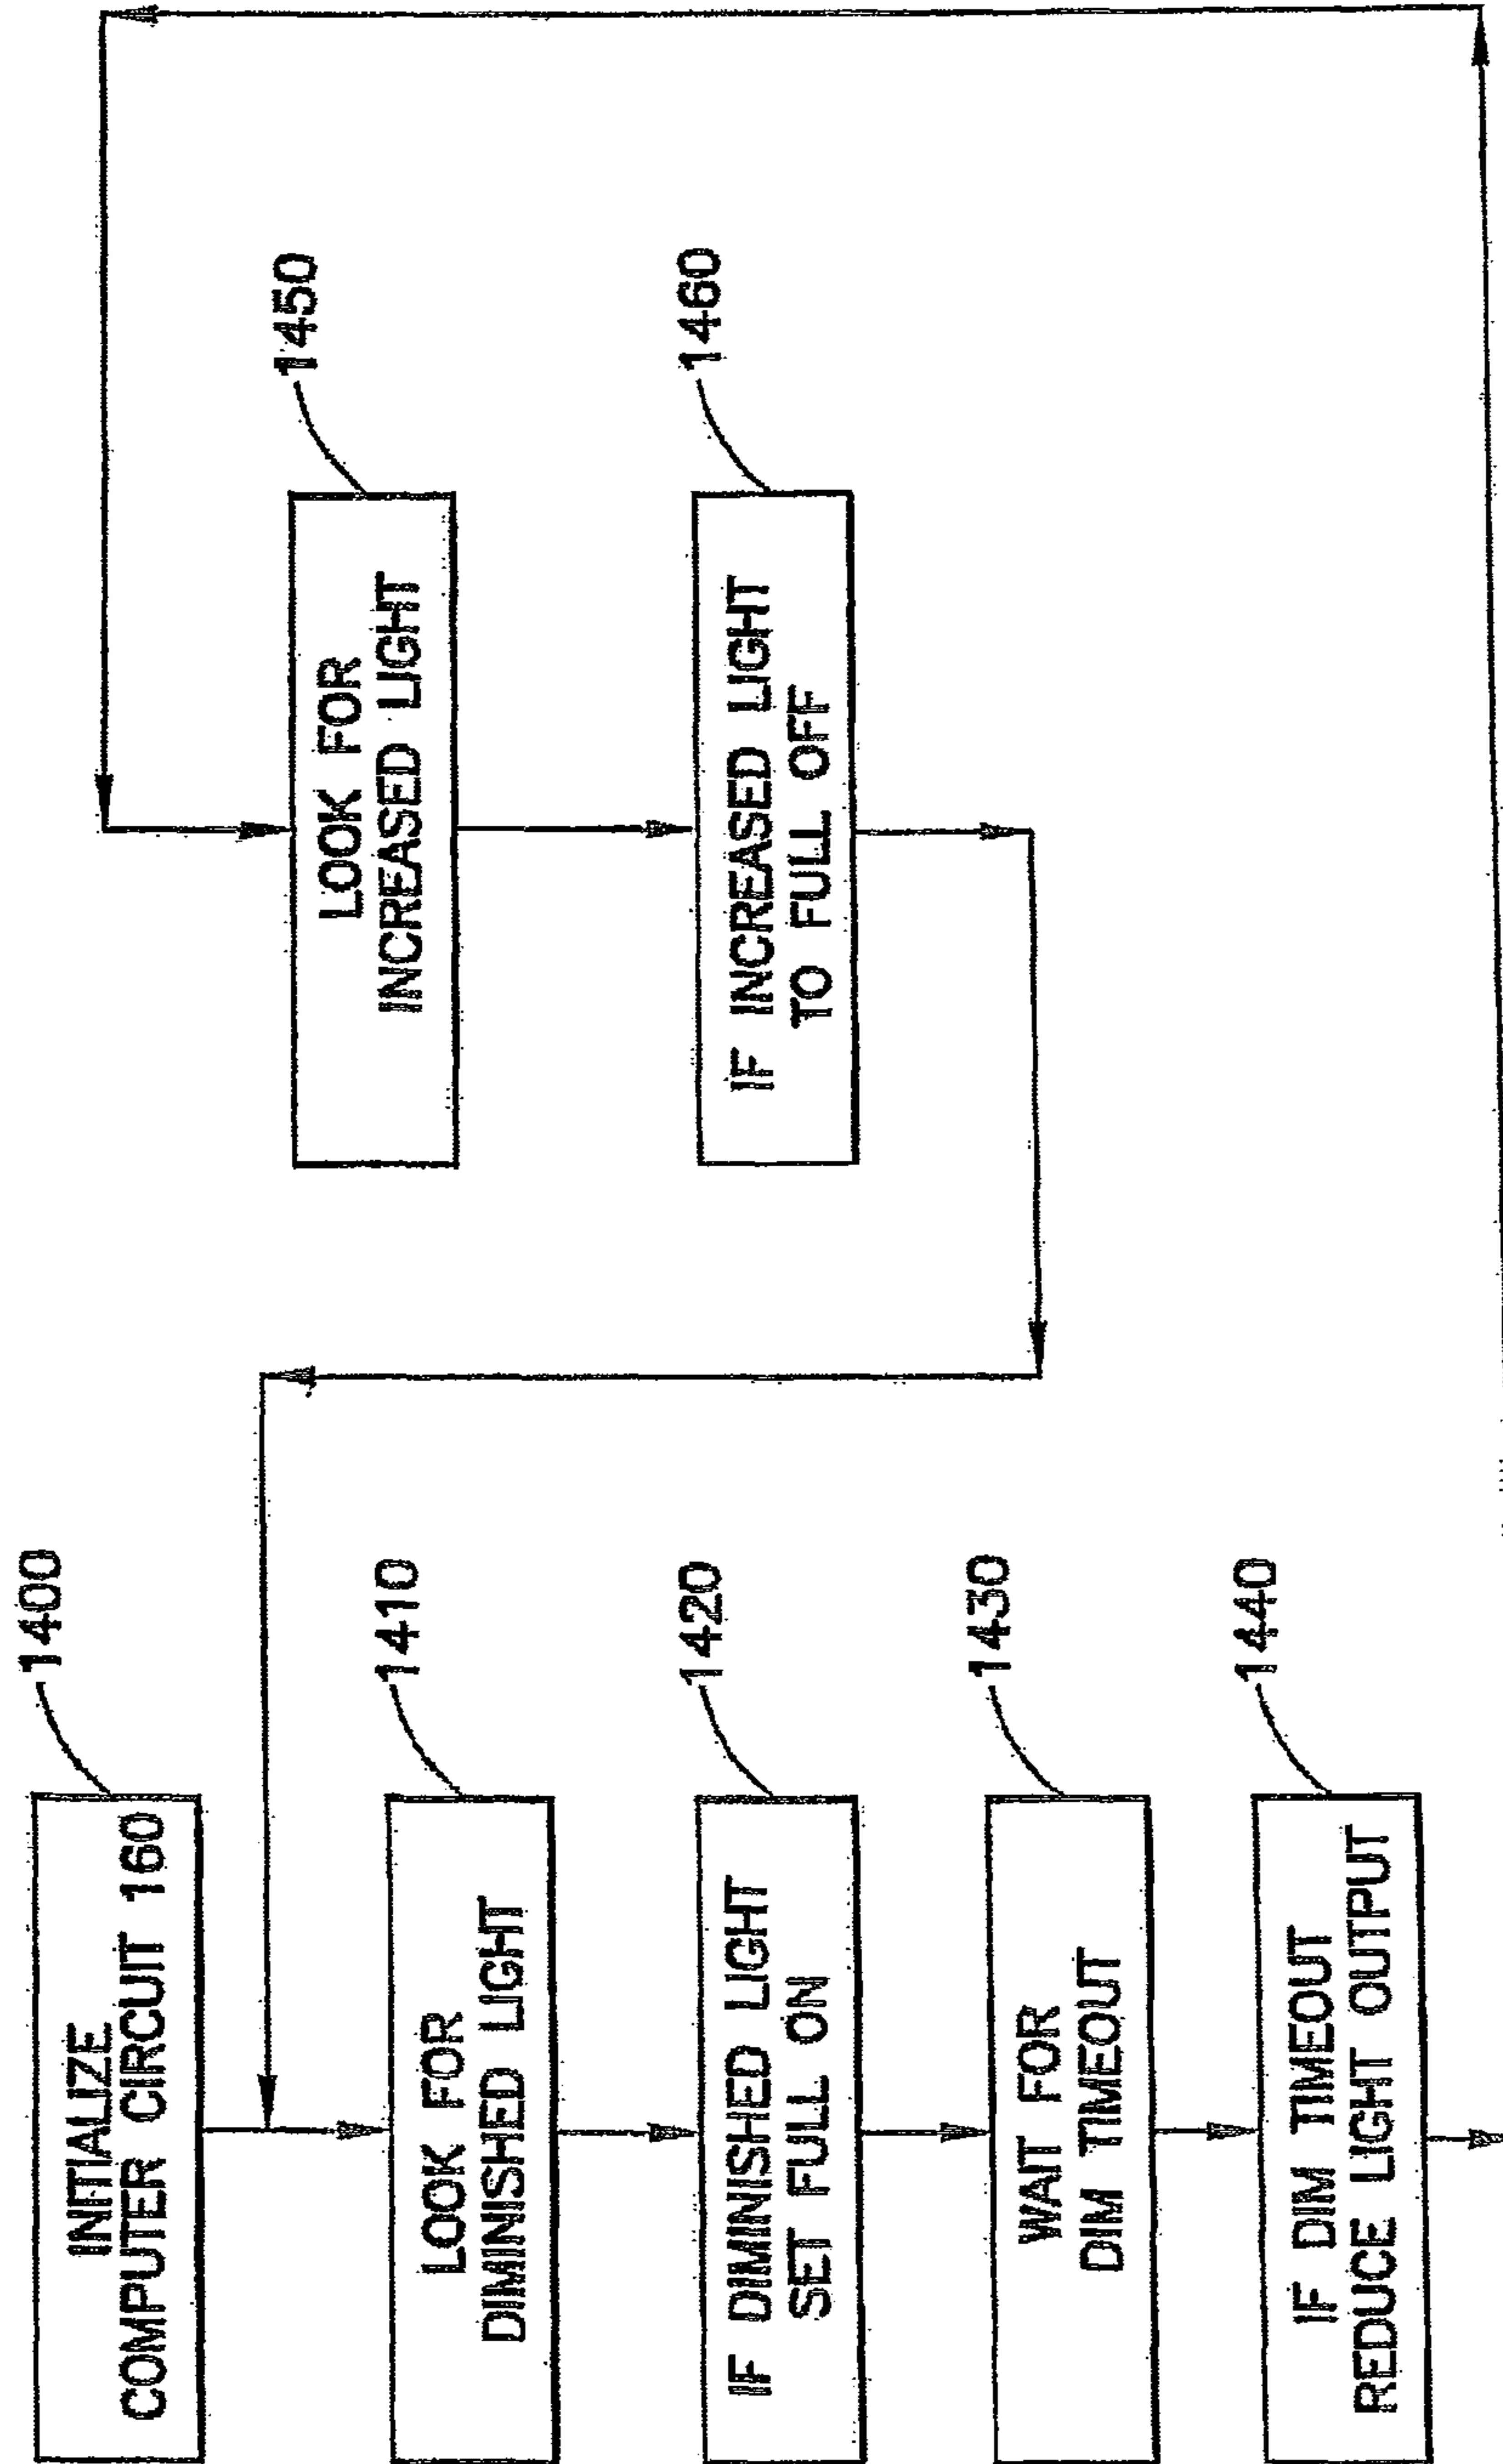 1400
INITIALIZE
COMPUTER CIRCUIT 160
1410
LOOK FOR
DIMINISHED LIGHT
1420
IF DIMINISHED LIGHT
SET FULL ON
1430
WAIT FOR
DIM TIMEOUT
1440
IF DIM TIMEOUT
REDUCE LIGHT OUTPUT
1450
LOOK FOR
INCREASED LIGHT
1460
IF INCREASED LIGHT
TO FULL OFF